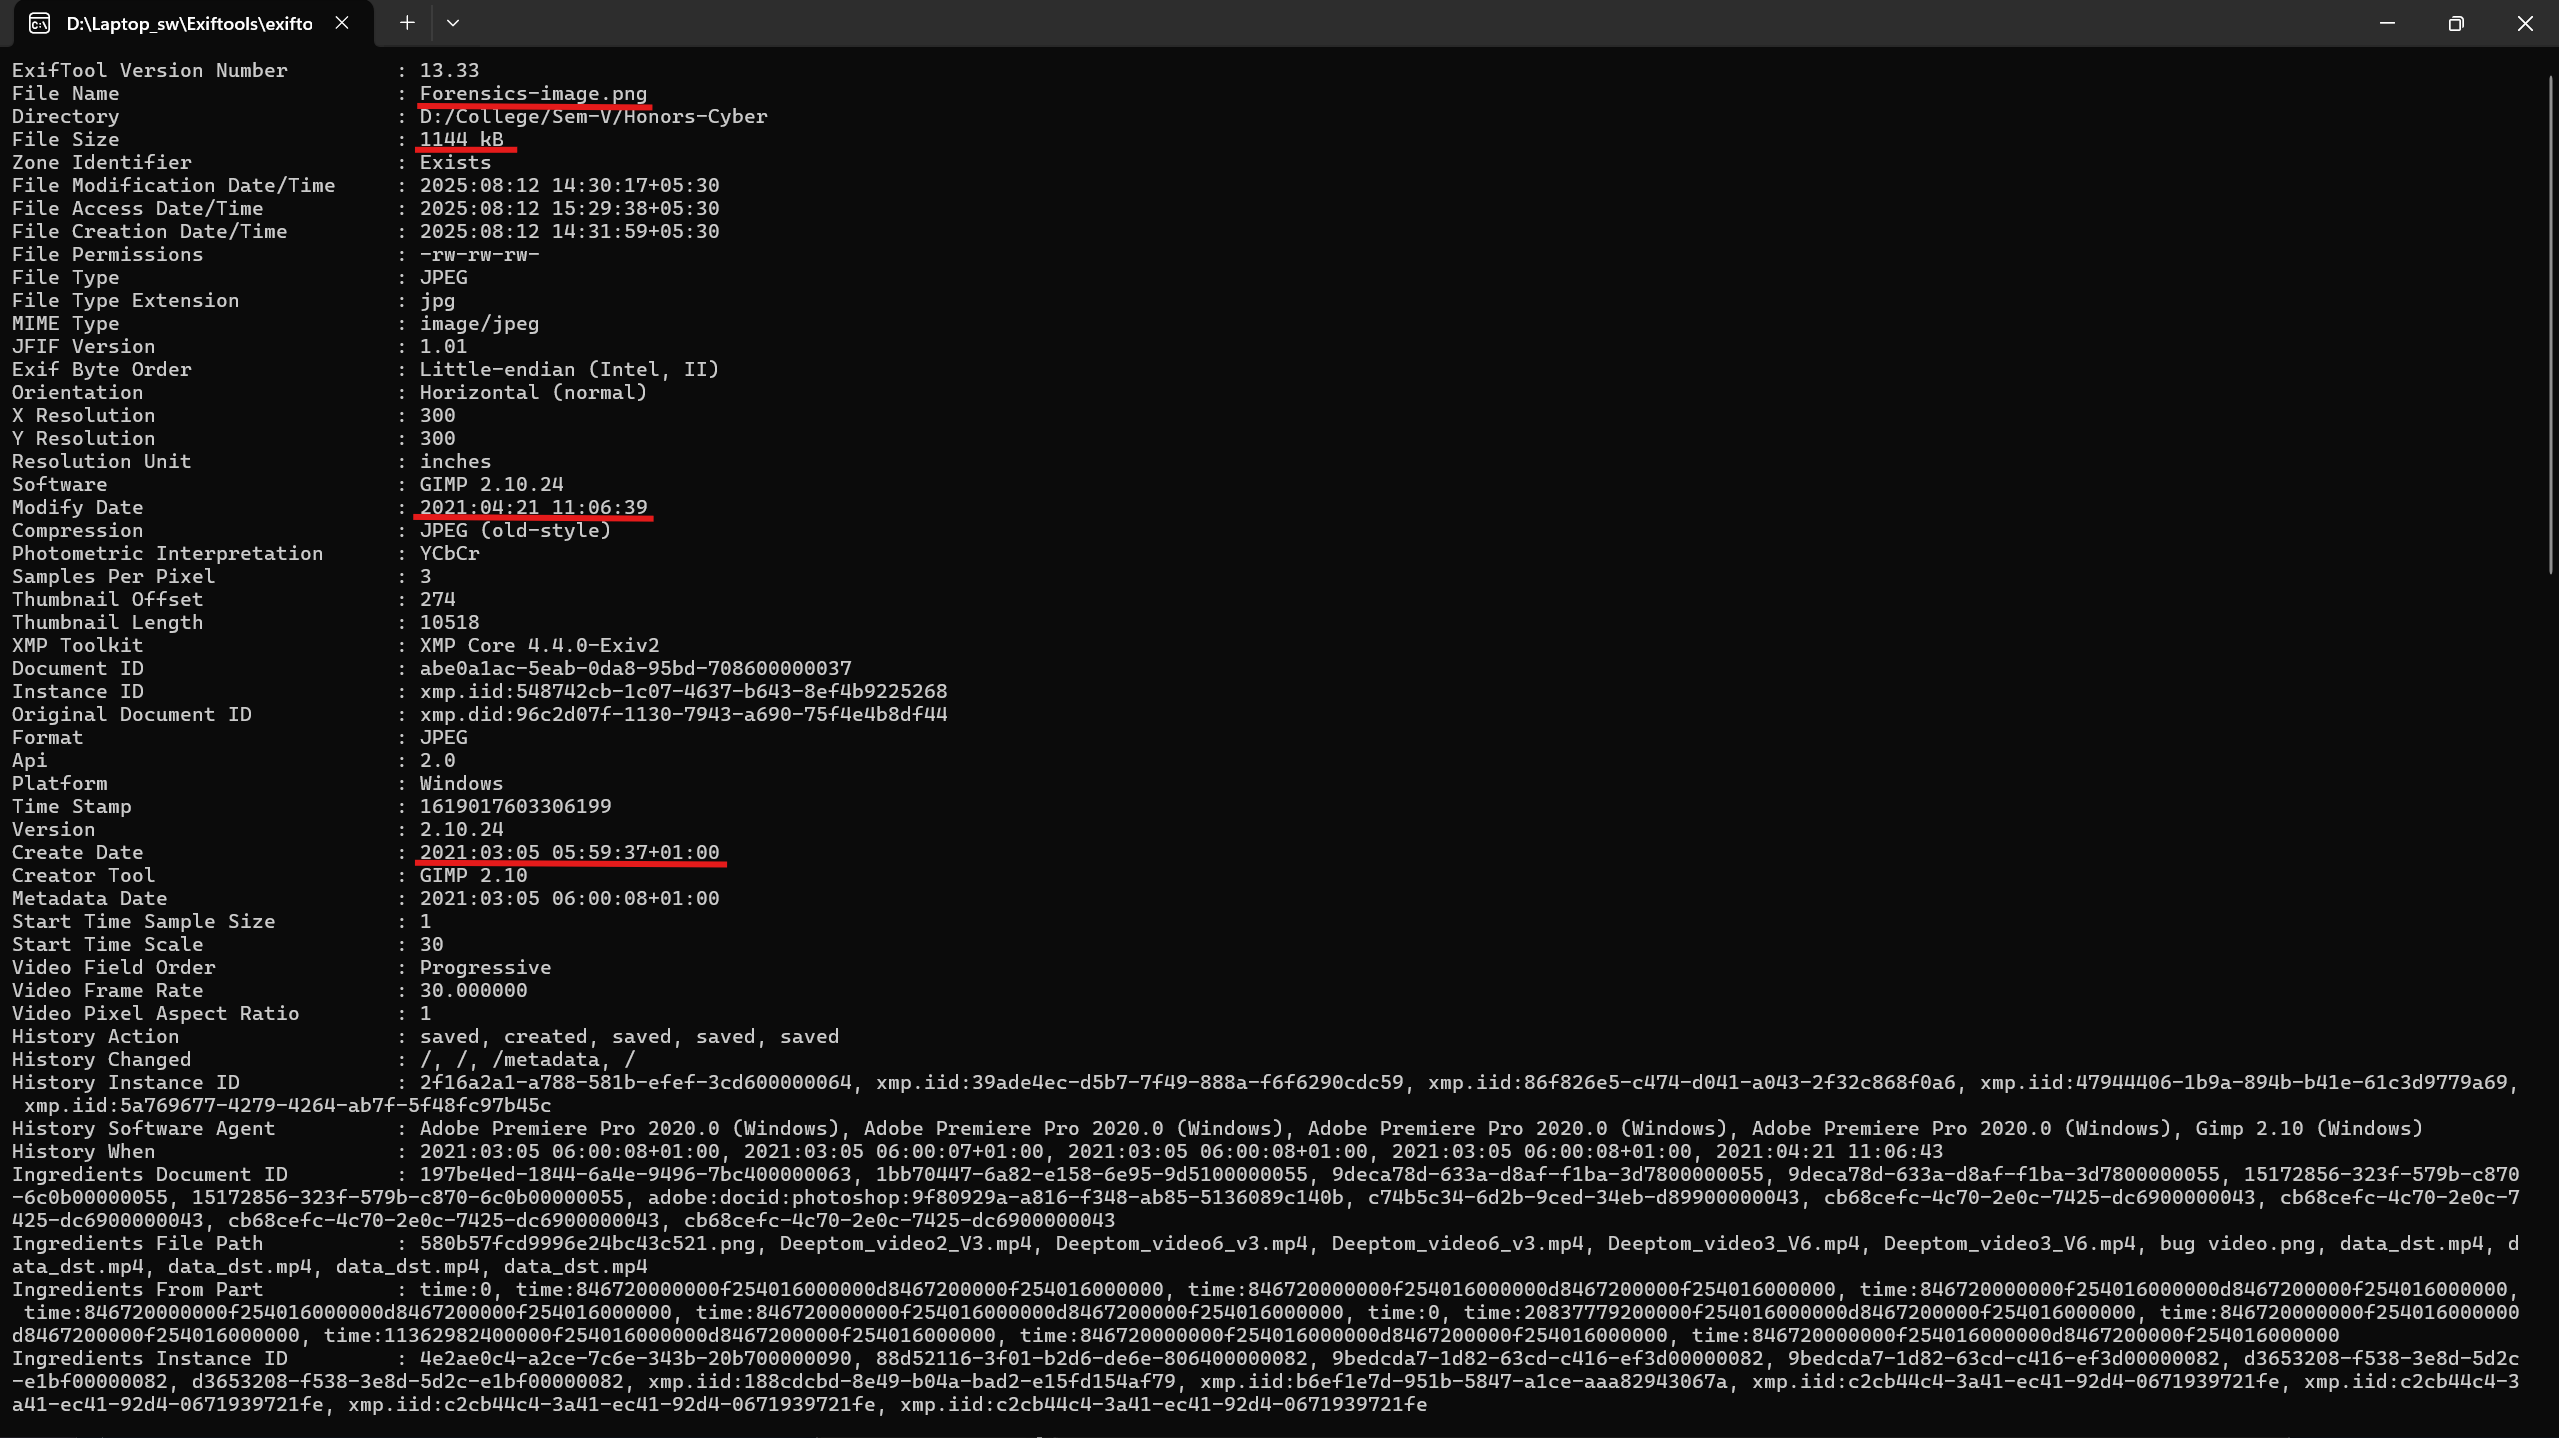 D:\Laptop_sw\Exiftools\exifto
ExifTool Version Number : 13.33
File Name : Forensics-image.png
Directory : D:/College/Sem-V/Honors-Cyber
File Size : 1144 kB
Zone Identifier : Exists
File Modification Date/Time : 2025:08:12 14:30:17+05:30
File Access Date/Time : 2025:08:12 15:29:38+05:30
File Creation Date/Time : 2025:08:12 14:31:59+05:30
File Permissions : -rw-rw-rw-
File Type : JPEG
File Type Extension : jpg
MIME Type : image/jpeg
JFIF Version : 1.01
Exif Byte Order : Little-endian (Intel, II)
Orientation : Horizontal (normal)
X Resolution : 300
Y Resolution : 300
Resolution Unit : inches
Software : GIMP 2.10.24
Modify Date : 2021:04:21 11:06:39
Compression : JPEG (old-style)
Photometric Interpretation : YCbCr
Samples Per Pixel : 3
Thumbnail Offset : 274
Thumbnail Length : 10518
XMP Toolkit : XMP Core 4.4.0-Exiv2
Document ID : abe0a1ac-5eab-0da8-95bd-708600000037
Instance ID : xmp.iid:548742cb-1c07-4637-b643-8ef4b9225268
Original Document ID : xmp.did:96c2d07f-1130-7943-a690-75f4e4b8df44
Format : JPEG
Api : 2.0
Platform : Windows
Time Stamp : 1619017603306199
Version : 2.10.24
Create Date : 2021:03:05 05:59:37+01:00
Creator Tool : GIMP 2.10
Metadata Date : 2021:03:05 06:00:08+01:00
Start Time Sample Size : 1
Start Time Scale : 30
Video Field Order : Progressive
Video Frame Rate : 30.000000
Video Pixel Aspect Ratio : 1
History Action : saved, created, saved, saved, saved
History Changed : /, /, /metadata, /
History Instance ID : 2f16a2a1-a788-581b-efef-3cd600000064, xmp.iid:39ade4ec-d5b7-7f49-888a-f6f6290cdc59, xmp.iid:86f826e5-c474-d041-a043-2f32c868f0a6, xmp.iid:47944406-1b9a-894b-b41e-61c3d9779a69,
xmp.iid:5a769677-4279-4264-ab7f-5f48fc97b45c
History Software Agent : Adobe Premiere Pro 2020.0 (Windows), Adobe Premiere Pro 2020.0 (Windows), Adobe Premiere Pro 2020.0 (Windows), Adobe Premiere Pro 2020.0 (Windows), Gimp 2.10 (Windows)
History When : 2021:03:05 06:00:08+01:00, 2021:03:05 06:00:07+01:00, 2021:03:05 06:00:08+01:00, 2021:03:05 06:00:08+01:00, 2021:04:21 11:06:43
Ingredients Document ID : 197be4ed-1844-6a4e-9496-7bc400000063, 1bb70447-6a82-e158-6e95-9d5100000055, 9deca78d-633a-d8af-f1ba-3d7800000055, 9deca78d-633a-d8af-f1ba-3d7800000055, 15172856-323f-579b-c870
-6c0b00000055, 15172856-323f-579b-c870-6c0b00000055, adobe:docid:photoshop:9f80929a-a816-f348-ab85-5136089c140b, c74b5c34-6d2b-9ced-34eb-d89900000043, cb68cefc-4c70-2e0c-7425-dc6900000043, cb68cefc-4c70-2e0c-7
425-dc6900000043, cb68cefc-4c70-2e0c-7425-dc6900000043, cb68cefc-4c70-2e0c-7425-dc6900000043
Ingredients File Path : 580b57fcd9996e24bc43c521.png, Deeptom_video2_V3.mp4, Deeptom_video6_v3.mp4, Deeptom_video6_v3.mp4, Deeptom_video3_V6.mp4, Deeptom_video3_V6.mp4, bug video.png, data_dst.mp4, d
ata_dst.mp4, data_dst.mp4, data_dst.mp4, data_dst.mp4
Ingredients From Part : time:0, time:846720000000f254016000000d8467200000f254016000000, time:846720000000f254016000000d8467200000f254016000000, time:846720000000f254016000000d8467200000f254016000000,
time:846720000000f254016000000d8467200000f254016000000, time:846720000000f254016000000d8467200000f254016000000, time:0, time:20837779200000f254016000000d8467200000f254016000000, time:846720000000f254016000000
d8467200000f254016000000, time:11362982400000f254016000000d8467200000f254016000000, time:846720000000f254016000000d8467200000f254016000000, time:846720000000f254016000000d8467200000f254016000000
Ingredients Instance ID : 4e2ae0c4-a2ce-7c6e-343b-20b700000090, 88d52116-3f01-b2d6-de6e-806400000082, 9bedcda7-1d82-63cd-c416-ef3d00000082, 9bedcda7-1d82-63cd-c416-ef3d00000082, d3653208-f538-3e8d-5d2c
-e1bf00000082, d3653208-f538-3e8d-5d2c-e1bf00000082, xmp.iid:188cdcbd-8e49-b04a-bad2-e15fd154af79, xmp.iid:b6ef1e7d-951b-5847-a1ce-aaa82943067a, xmp.iid:c2cb44c4-3a41-ec41-92d4-0671939721fe, xmp.iid:c2cb44c4-3
a41-ec41-92d4-0671939721fe, xmp.iid:c2cb44c4-3a41-ec41-92d4-0671939721fe, xmp.iid:c2cb44c4-3a41-ec41-92d4-0671939721fe